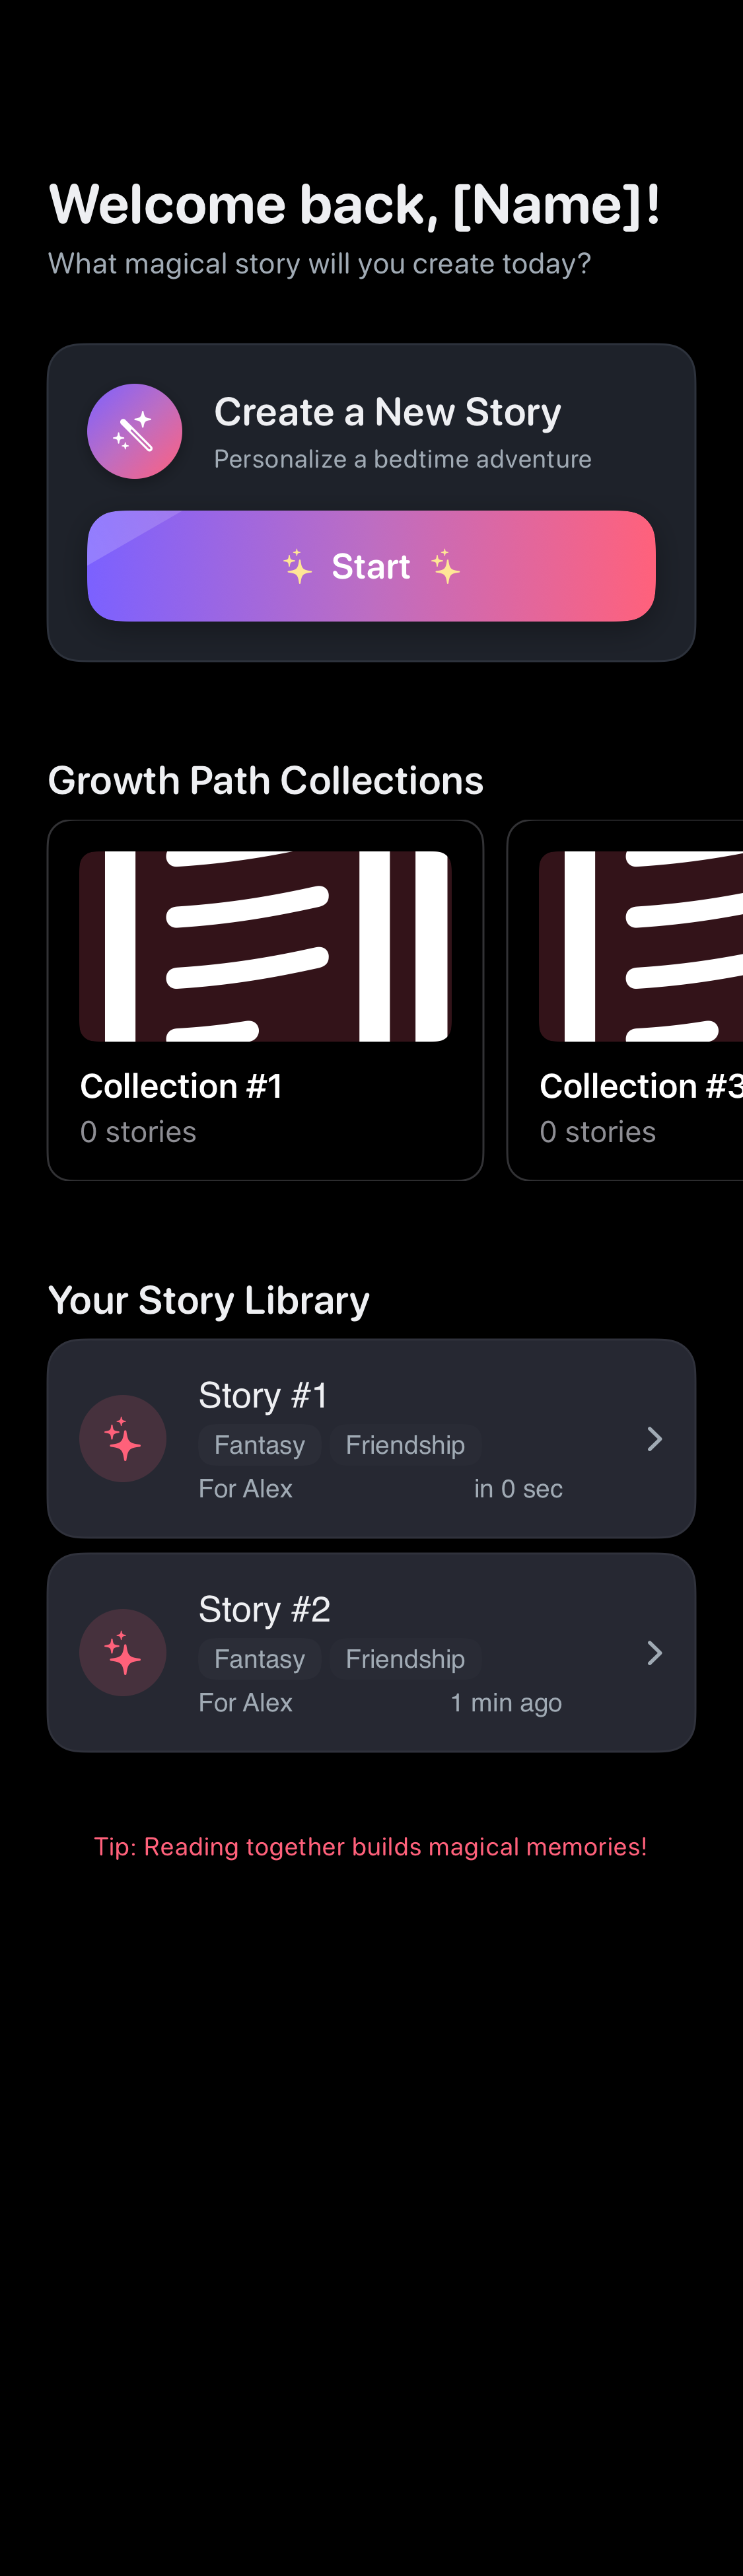 Welcome back, [Name]!
What magical story will you create today?
Create a New Story
Personalize a bedtime adventure
Start
Growth Path Collections
Collection #1
0 stories
Collection #3
0 stories
Your Story Library
Story #1
Fantasy Friendship
For Alex in 0 sec
Story #2
Fantasy Friendship
For Alex 1 min ago
Tip: Reading together builds magical memories!